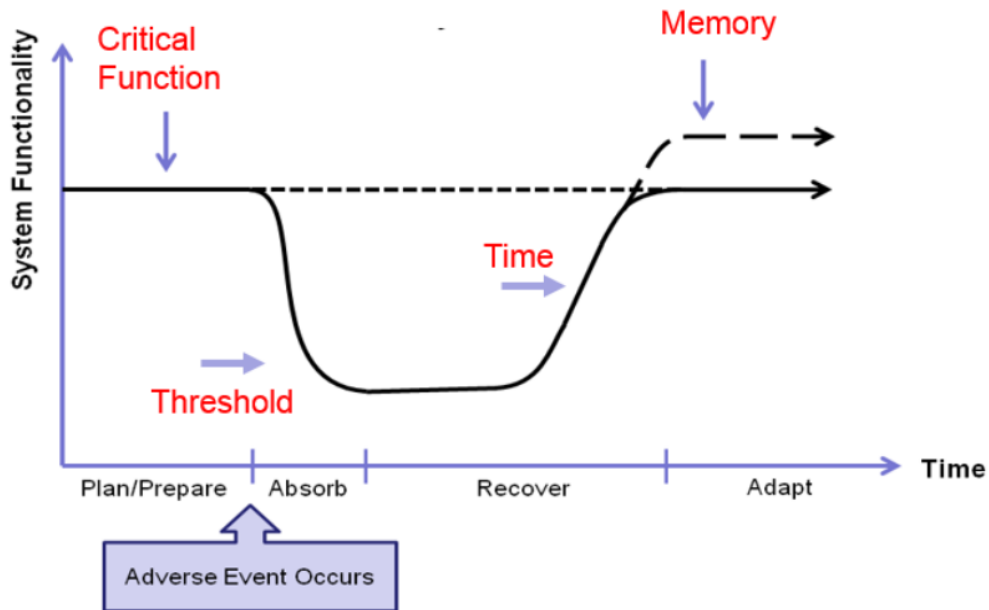 Critical
Function
Memory
System Functionality
Time
Threshold
Time
Plan/Prepare
Absorb
Recover
Adapt
Adverse Event Occurs